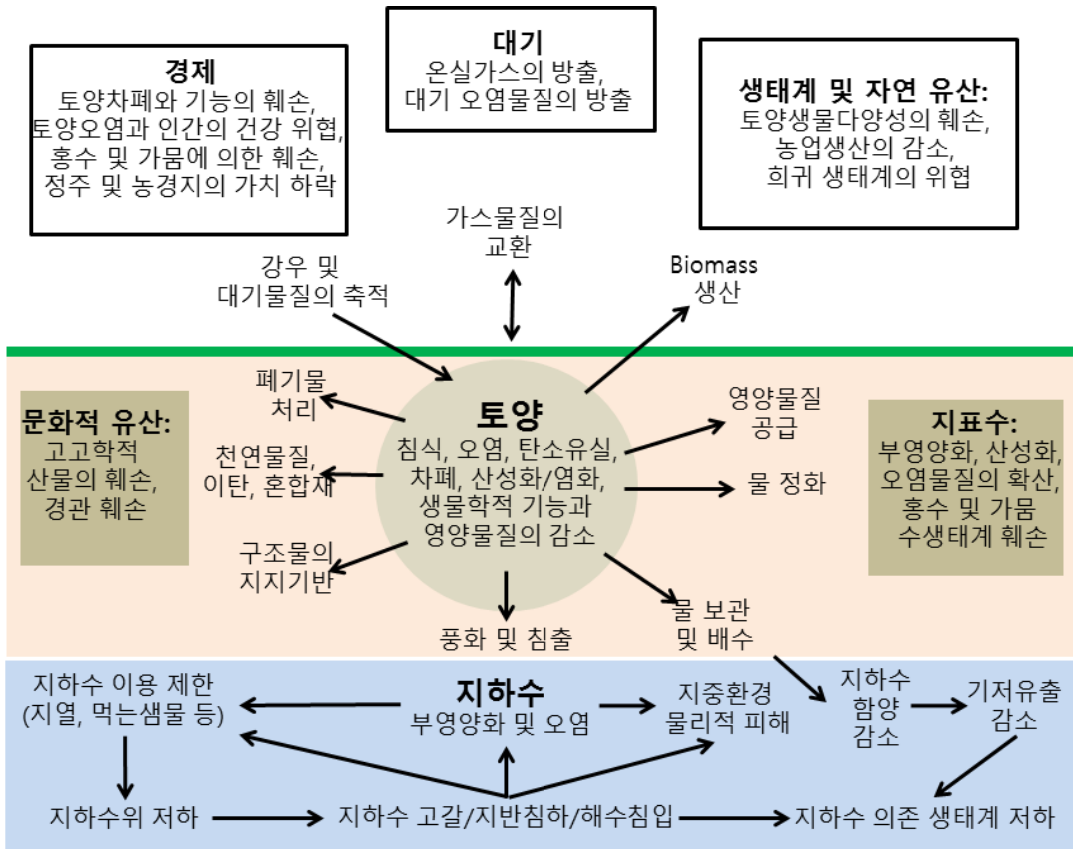 경제
토양차폐와 기능의 훼손,
토양오염과 인간의 건강 위협,
홍수 및 가뭄에 의한 훼손,
정주 및 농경지의 가치 하락
대기
온실가스의 방출,
대기 오염물질의 방출
생태계 및 자연 유산:
토양생물다양성의 훼손,
농업생산의 감소,
희귀 생태계의 위협
강우 및
대기물질의 축적
가스물질의
교환
Biomass
생산
문화적 유산:
고고학적
산물의 훼손,
경관 훼손
폐기물
처리
천연물질,
이탄, 혼합재
구조물의
지지기반
토양
침식, 오염, 탄소유실,
차폐, 산성화/염화,
생물학적 기능과
영양물질의 감소
영양물질
공급
물 정화
지표수:
부영양화, 산성화,
오염물질의 확산,
홍수 및 가뭄
수생태계 훼손
풍화 및 침출
물 보관
및 배수
지하수 이용 제한
(지열, 먹는샘물 등)
지하수
부영양화 및 오염
지중환경
물리적 피해
지하수
함양
감소
기저유출
감소
지하수위 저하
지하수 고갈/지반침하/해수침입
지하수 의존 생태계 저하